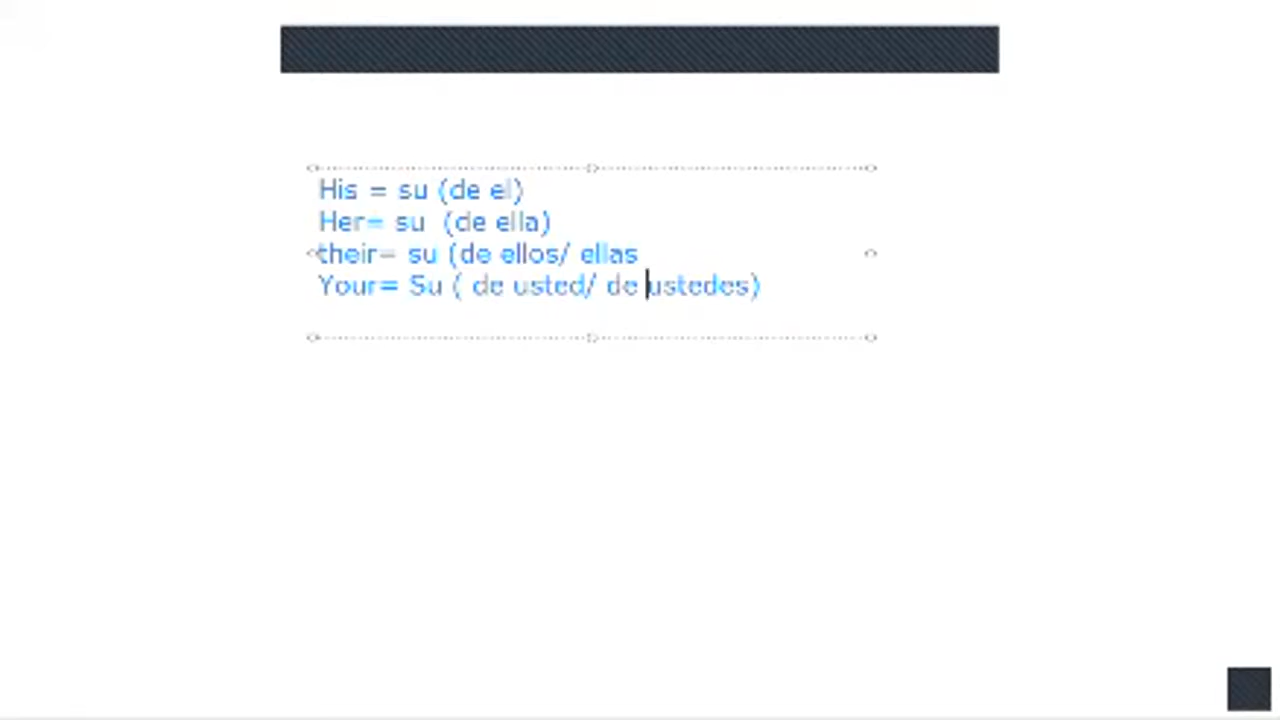 His = su (de el)
Her= su  (de ella)
their= su (de ellos/ ellas
Your= Su ( de usted/ de ustedes)